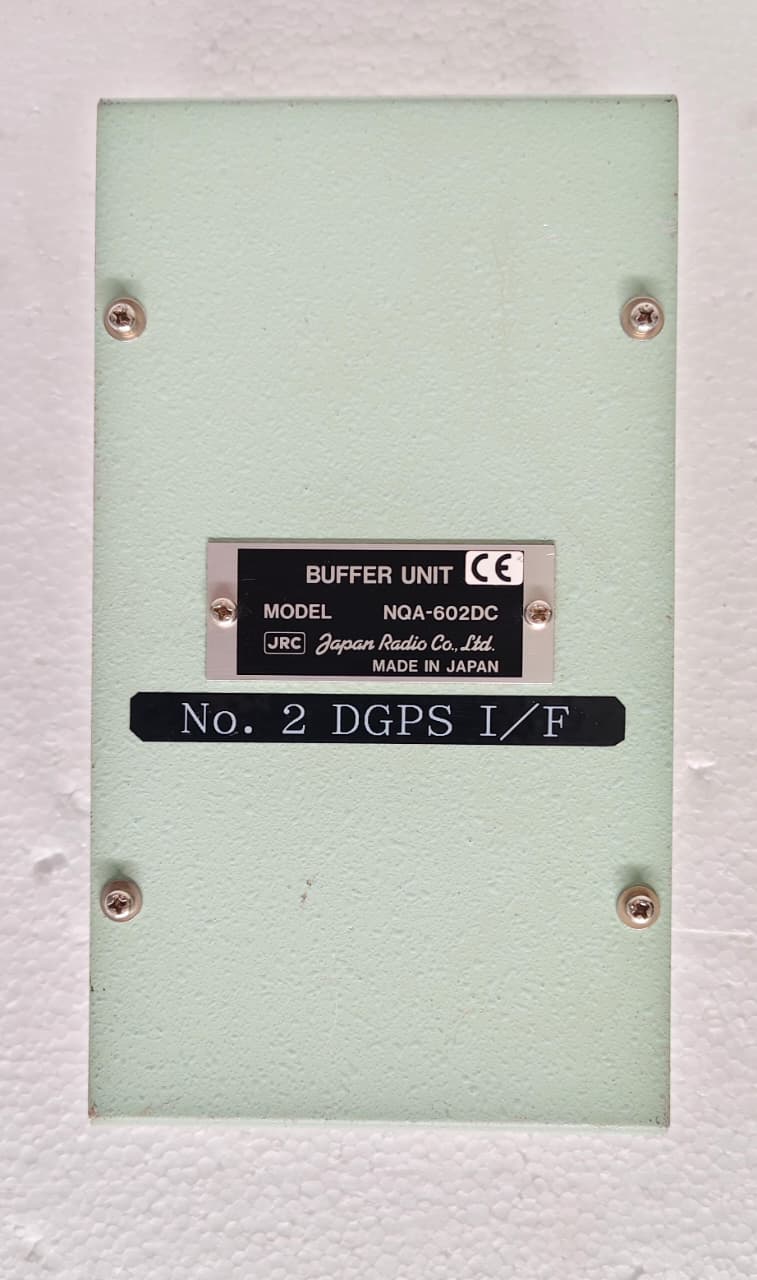 BUFFER UNIT CE
MODEL NQA-602DC
JRC Japan Radio Co., Ltd.
MADE IN JAPAN
No. 2 DGPS I/F